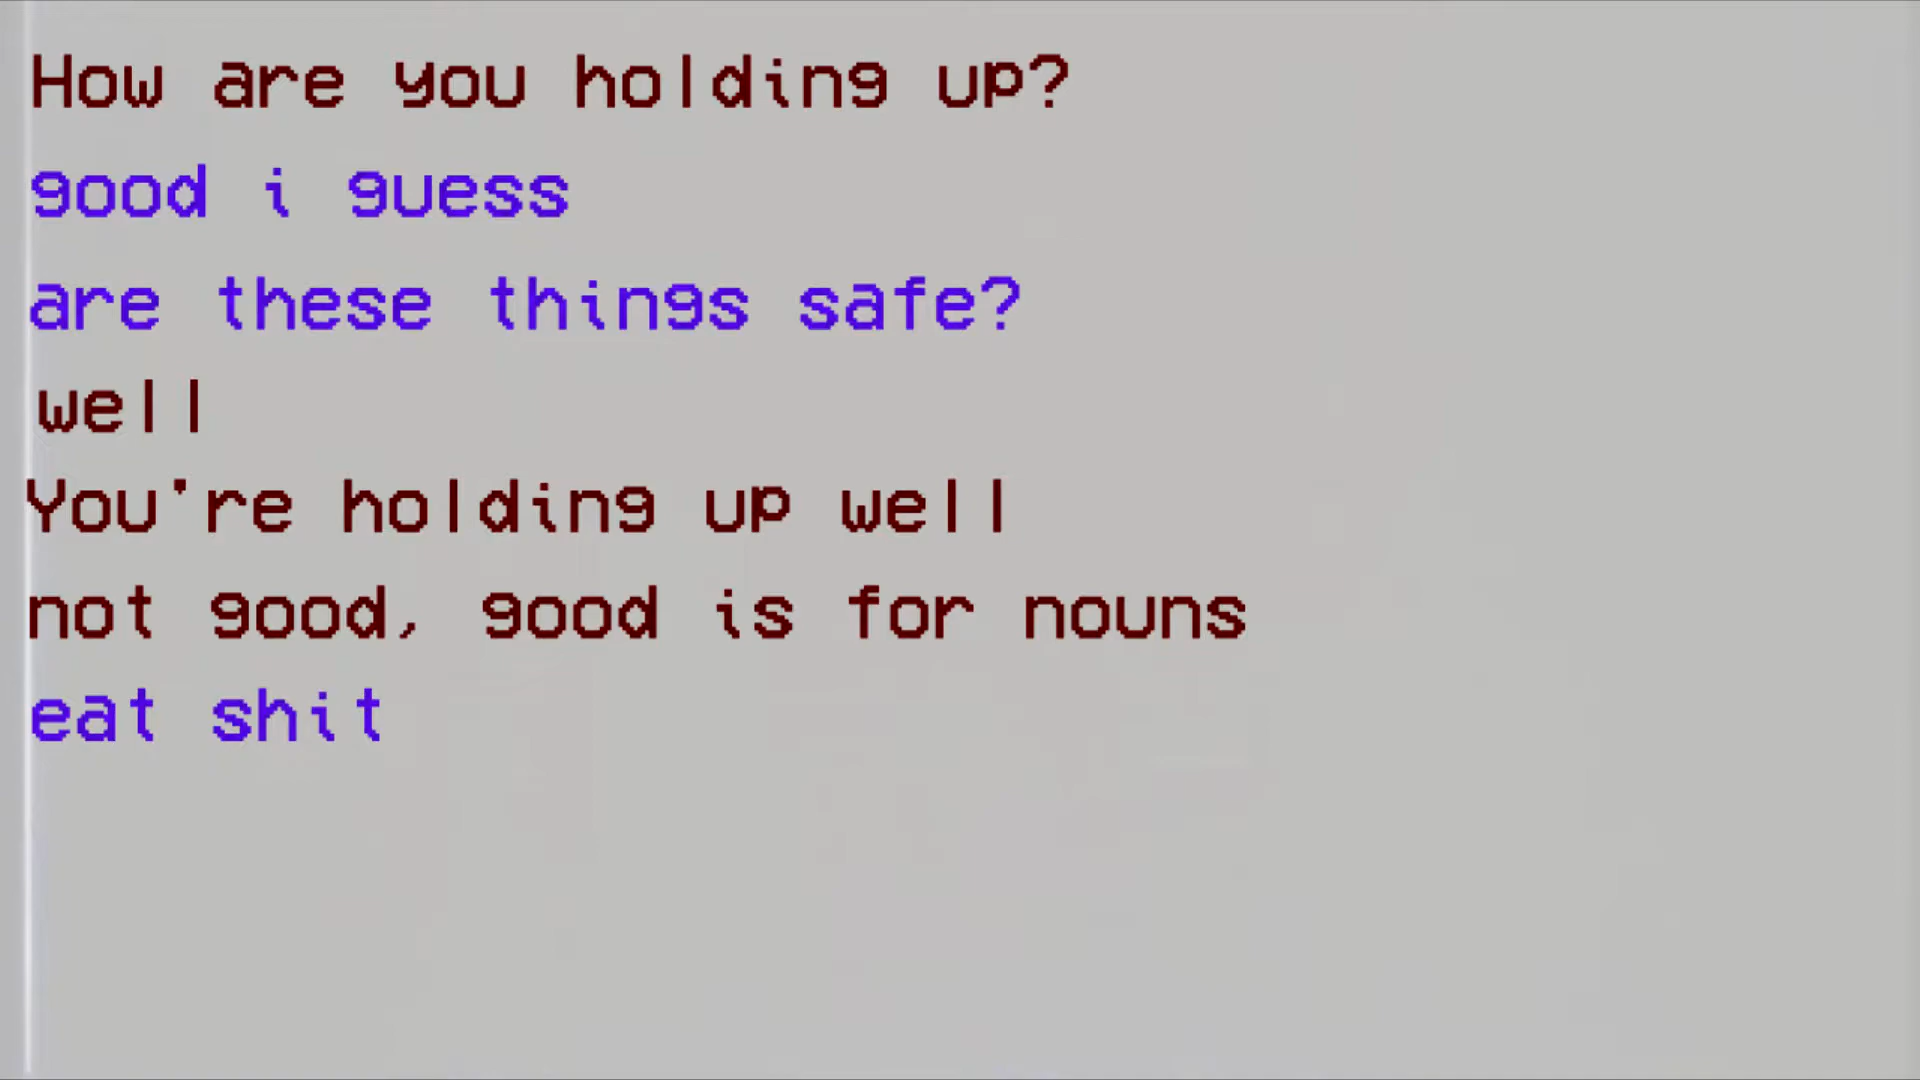 How are you holding up?
good i guess
are these things safe?
well
You're holding up well
not good, good is for nouns
eat shit